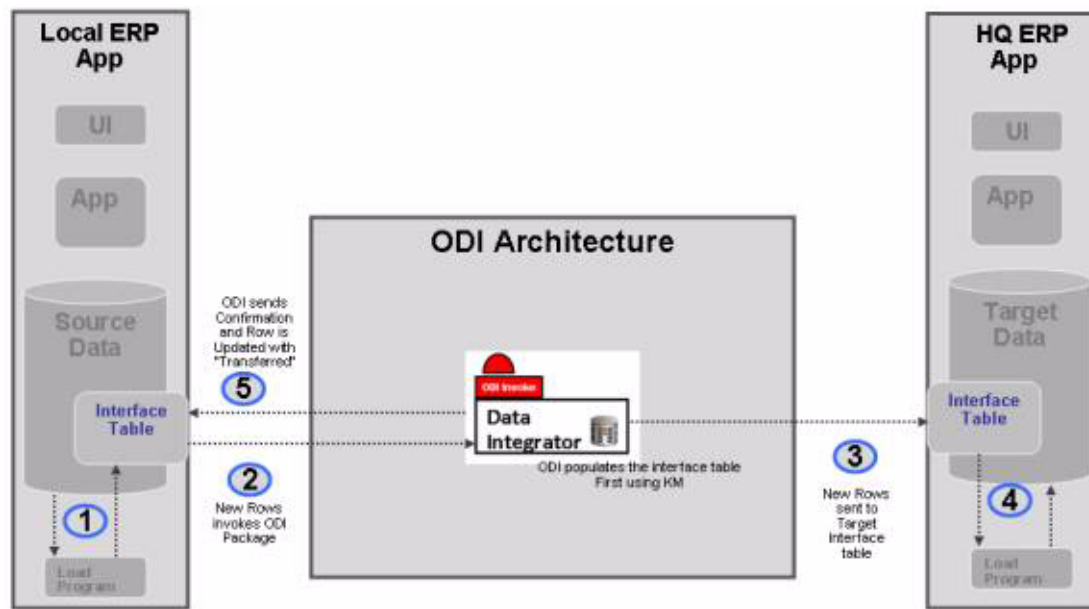 Local ERP
App
UI
App
Source
Data
Interface
Table
1
Load
Program
ODI Architecture
ODI sends
Confirmation
and Row is
Updated with
"Transferred"
5
2
New Rows
invokes ODI
Package
ODI Invoker
Data
Integrator
ODI populates the interface table
First using KM
3
New Rows
sent to
Target
Interface
table
HQ ERP
App
UI
App
Target
Data
Interface
Table
4
Load
Program